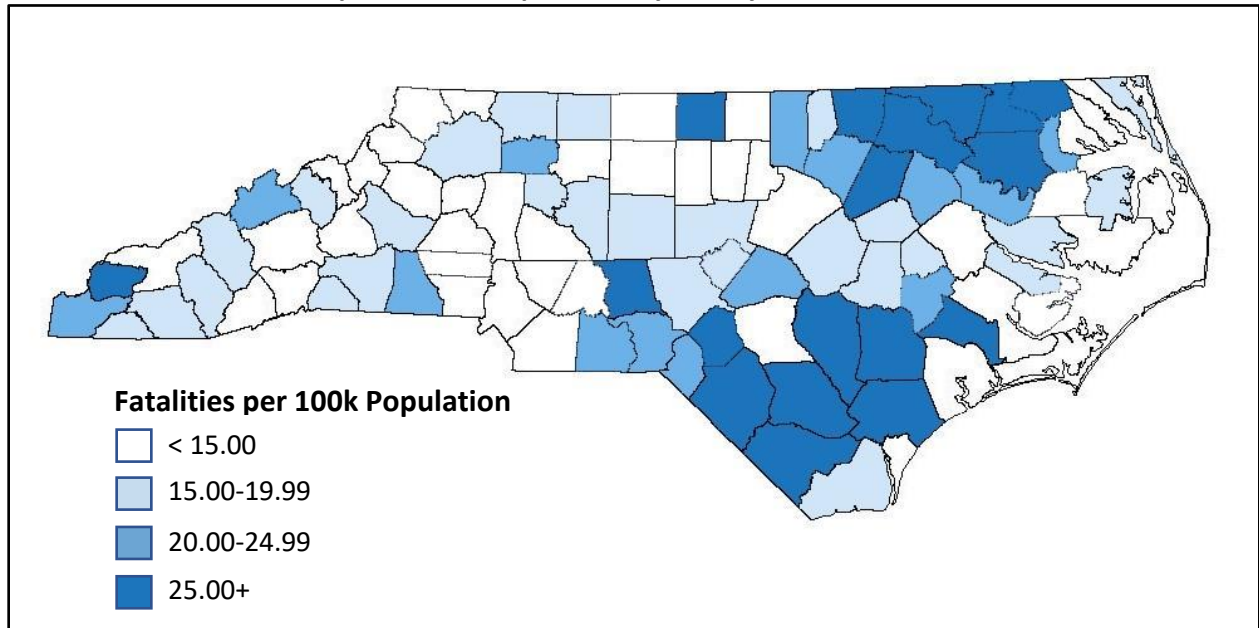 Fatalities per 100k Population
< 15.00
15.00-19.99
20.00-24.99
25.00+